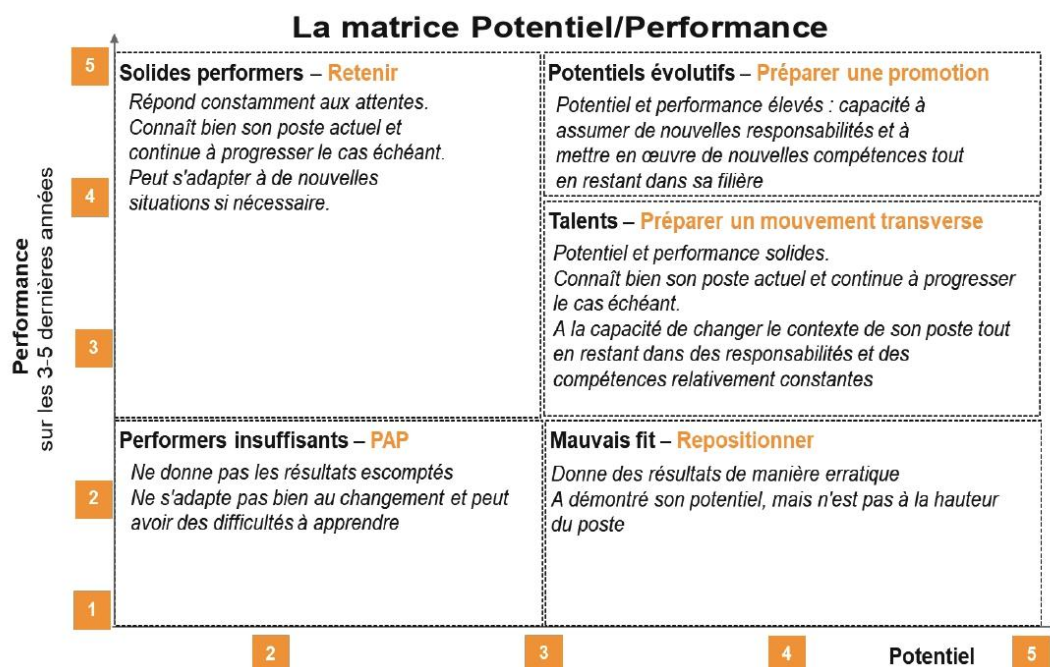 La matrice Potentiel/Performance
5
Solides performers – Retenir
Répond constamment aux attentes.
Connaît bien son poste actuel et
continue à progresser le cas échéant.
Peut s'adapter à de nouvelles
situations si nécessaire.
Potentiels évolutifs – Préparer une promotion
Potentiel et performance élevés : capacité à
assumer de nouvelles responsabilités et à
mettre en œuvre de nouvelles compétences tout
en restant dans sa filière
4
Talents – Préparer un mouvement transverse
Potentiel et performance solides.
Connaît bien son poste actuel et continue à progresser
le cas échéant.
A la capacité de changer le contexte de son poste tout
en restant dans des responsabilités et des
compétences relativement constantes
Performance
sur les 3-5 dernières années
3
Performers insuffisants – PAP
Ne donne pas les résultats escomptés
Ne s'adapte pas bien au changement et peut
avoir des difficultés à apprendre
Mauvais fit – Repositionner
Donne des résultats de manière erratique
A démontré son potentiel, mais n'est pas à la hauteur
du poste
2
1
2
3
4
Potentiel
5